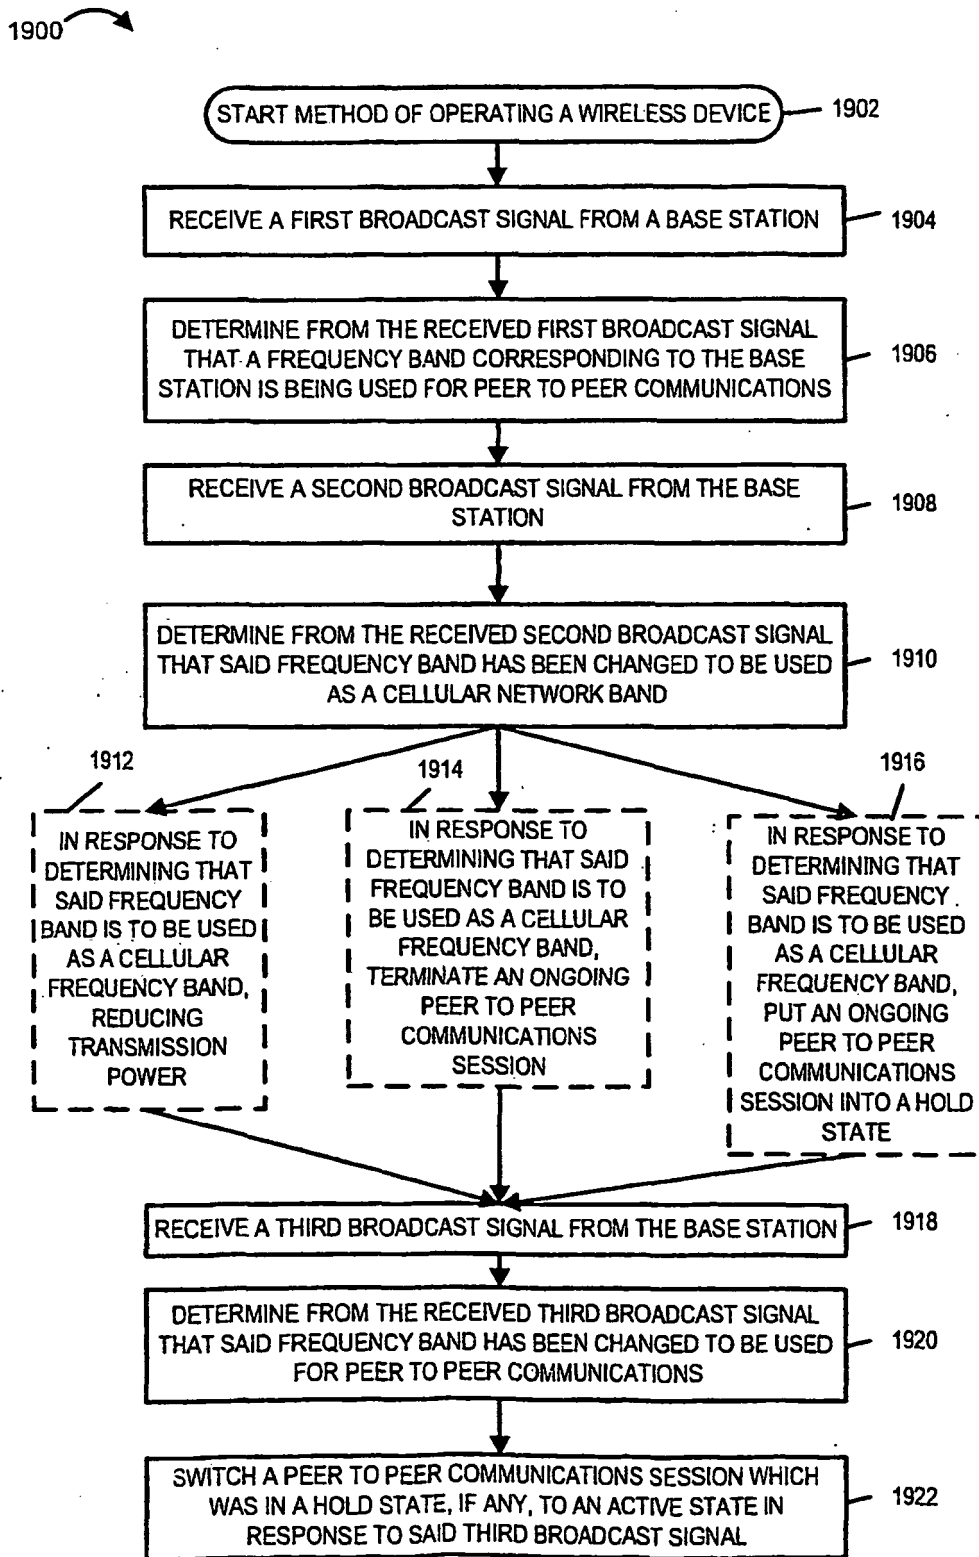 1900
START METHOD OF OPERATING A WIRELESS DEVICE
1902
RECEIVE A FIRST BROADCAST SIGNAL FROM A BASE STATION
1904
DETERMINE FROM THE RECEIVED FIRST BROADCAST SIGNAL
THAT A FREQUENCY BAND CORRESPONDING TO THE BASE
STATION IS BEING USED FOR PEER TO PEER COMMUNICATIONS
1906
RECEIVE A SECOND BROADCAST SIGNAL FROM THE BASE
STATION
1908
DETERMINE FROM THE RECEIVED SECOND BROADCAST SIGNAL
THAT SAID FREQUENCY BAND HAS BEEN CHANGED TO BE USED
AS A CELLULAR NETWORK BAND
1910
1912
IN RESPONSE TO
DETERMINING THAT
SAID FREQUENCY
BAND IS TO BE USED
AS A CELLULAR
FREQUENCY BAND,
REDUCING
TRANSMISSION
POWER
1914
IN RESPONSE TO
DETERMINING THAT SAID
FREQUENCY BAND IS TO
BE USED AS A CELLULAR
FREQUENCY BAND,
TERMINATE AN ONGOING
PEER TO PEER
COMMUNICATIONS
SESSION
1916
IN RESPONSE TO
DETERMINING THAT
SAID FREQUENCY
BAND IS TO BE USED
AS A CELLULAR
FREQUENCY BAND,
PUT AN ONGOING
PEER TO PEER
COMMUNICATIONS
SESSION INTO A HOLD
STATE
RECEIVE A THIRD BROADCAST SIGNAL FROM THE BASE STATION
1918
DETERMINE FROM THE RECEIVED THIRD BROADCAST SIGNAL
THAT SAID FREQUENCY BAND HAS BEEN CHANGED TO BE USED
FOR PEER TO PEER COMMUNICATIONS
1920
SWITCH A PEER TO PEER COMMUNICATIONS SESSION WHICH
WAS IN A HOLD STATE, IF ANY, TO AN ACTIVE STATE IN
RESPONSE TO SAID THIRD BROADCAST SIGNAL
1922